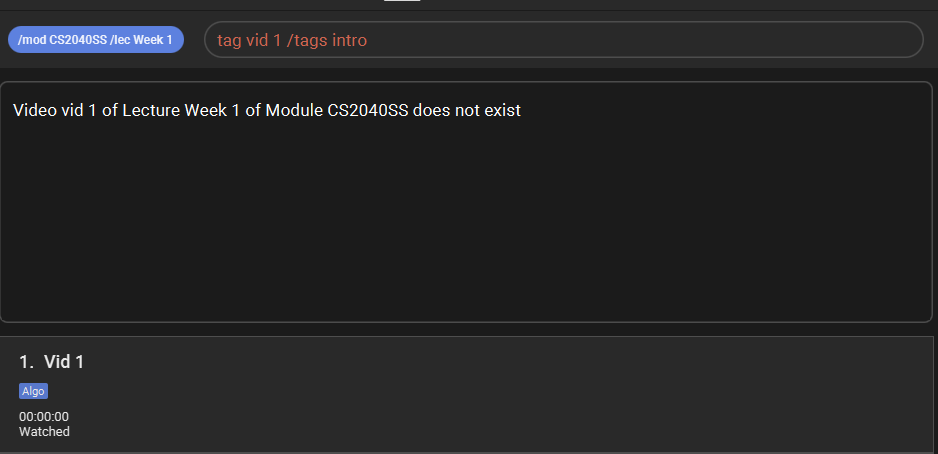 /mod CS2040SS /lec Week 1
tag vid 1 /tags intro
Video vid 1 of Lecture Week 1 of Module CS2040SS does not exist
1. Vid 1
Algo
00:00:00
Watched